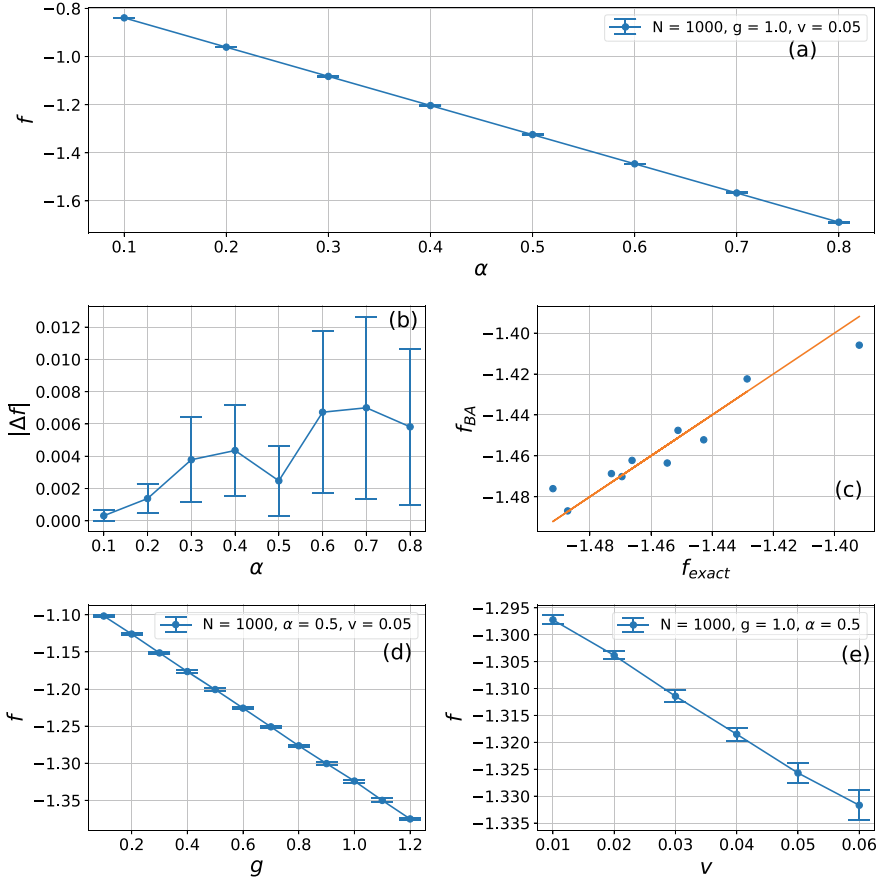 −0.8
−1.0
−1.2
−1.4
−1.6
f
N = 1000, g = 1.0, v = 0.05
(a)
0.1 0.2 0.3 0.4 0.5 0.6 0.7 0.8
α
0.012
0.010
0.008
0.006
0.004
0.002
0.000
|Δf|
(b)
0.1 0.2 0.3 0.4 0.5 0.6 0.7 0.8
α
−1.40
−1.42
−1.44
−1.46
−1.48
f_BA
(c)
−1.48 −1.46 −1.44 −1.42 −1.40
f_exact
−1.10
−1.15
−1.20
−1.25
−1.30
−1.35
f
N = 1000, α = 0.5, v = 0.05
(d)
0.2 0.4 0.6 0.8 1.0 1.2
g
−1.295
−1.300
−1.305
−1.310
−1.315
−1.320
−1.325
−1.330
−1.335
f
N = 1000, g = 1.0, α = 0.5
(e)
0.01 0.02 0.03 0.04 0.05 0.06
v